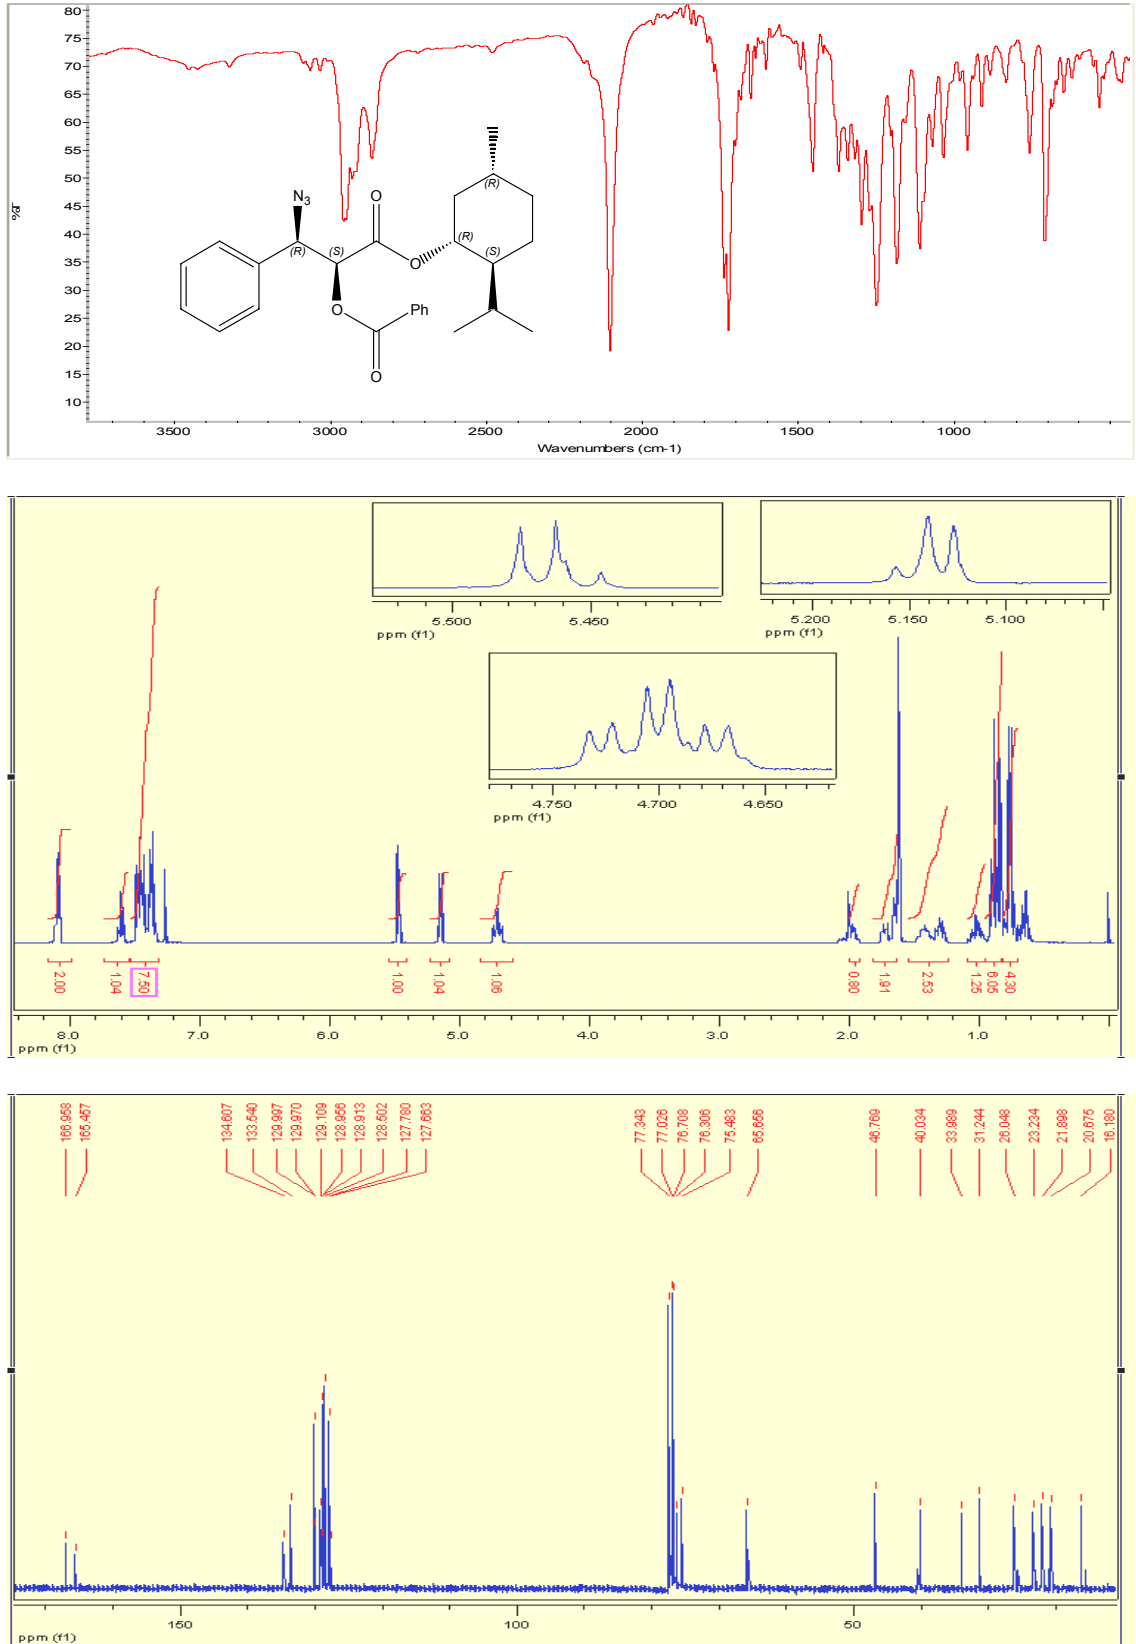 80
75
70
65
60
55
50
45
40
35
30
25
20
15
10
%T
3500 3000 2500 2000 1500 1000
Wavenumbers (cm-1)
(R)
N3
O
(R) (S)
O
(R)
(S)
O
Ph
O
5.500 5.450
ppm (f1)
5.200 5.150 5.100
ppm (f1)
4.750 4.700 4.650
ppm (f1)
2.00 1.04 7.50 1.00 1.04 1.06 0.80 1.91 2.53 1.25 6.05 4.30
8.0 7.0 6.0 5.0 4.0 3.0 2.0 1.0
ppm (f1)
166.958 165.457 134.607 133.540 129.997 129.970 129.109 128.956 128.913 128.502 127.780 127.663 77.343 77.026 76.708 76.306 75.483 65.666 46.769 40.034 33.989 31.244 26.048 23.234 21.898 20.675 16.180
150 100 50
ppm (f1)